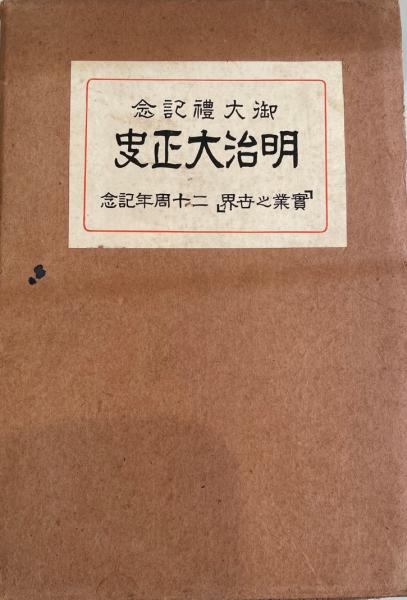 御大禮記念
明治大正史
『實業之世界』二十周年記念